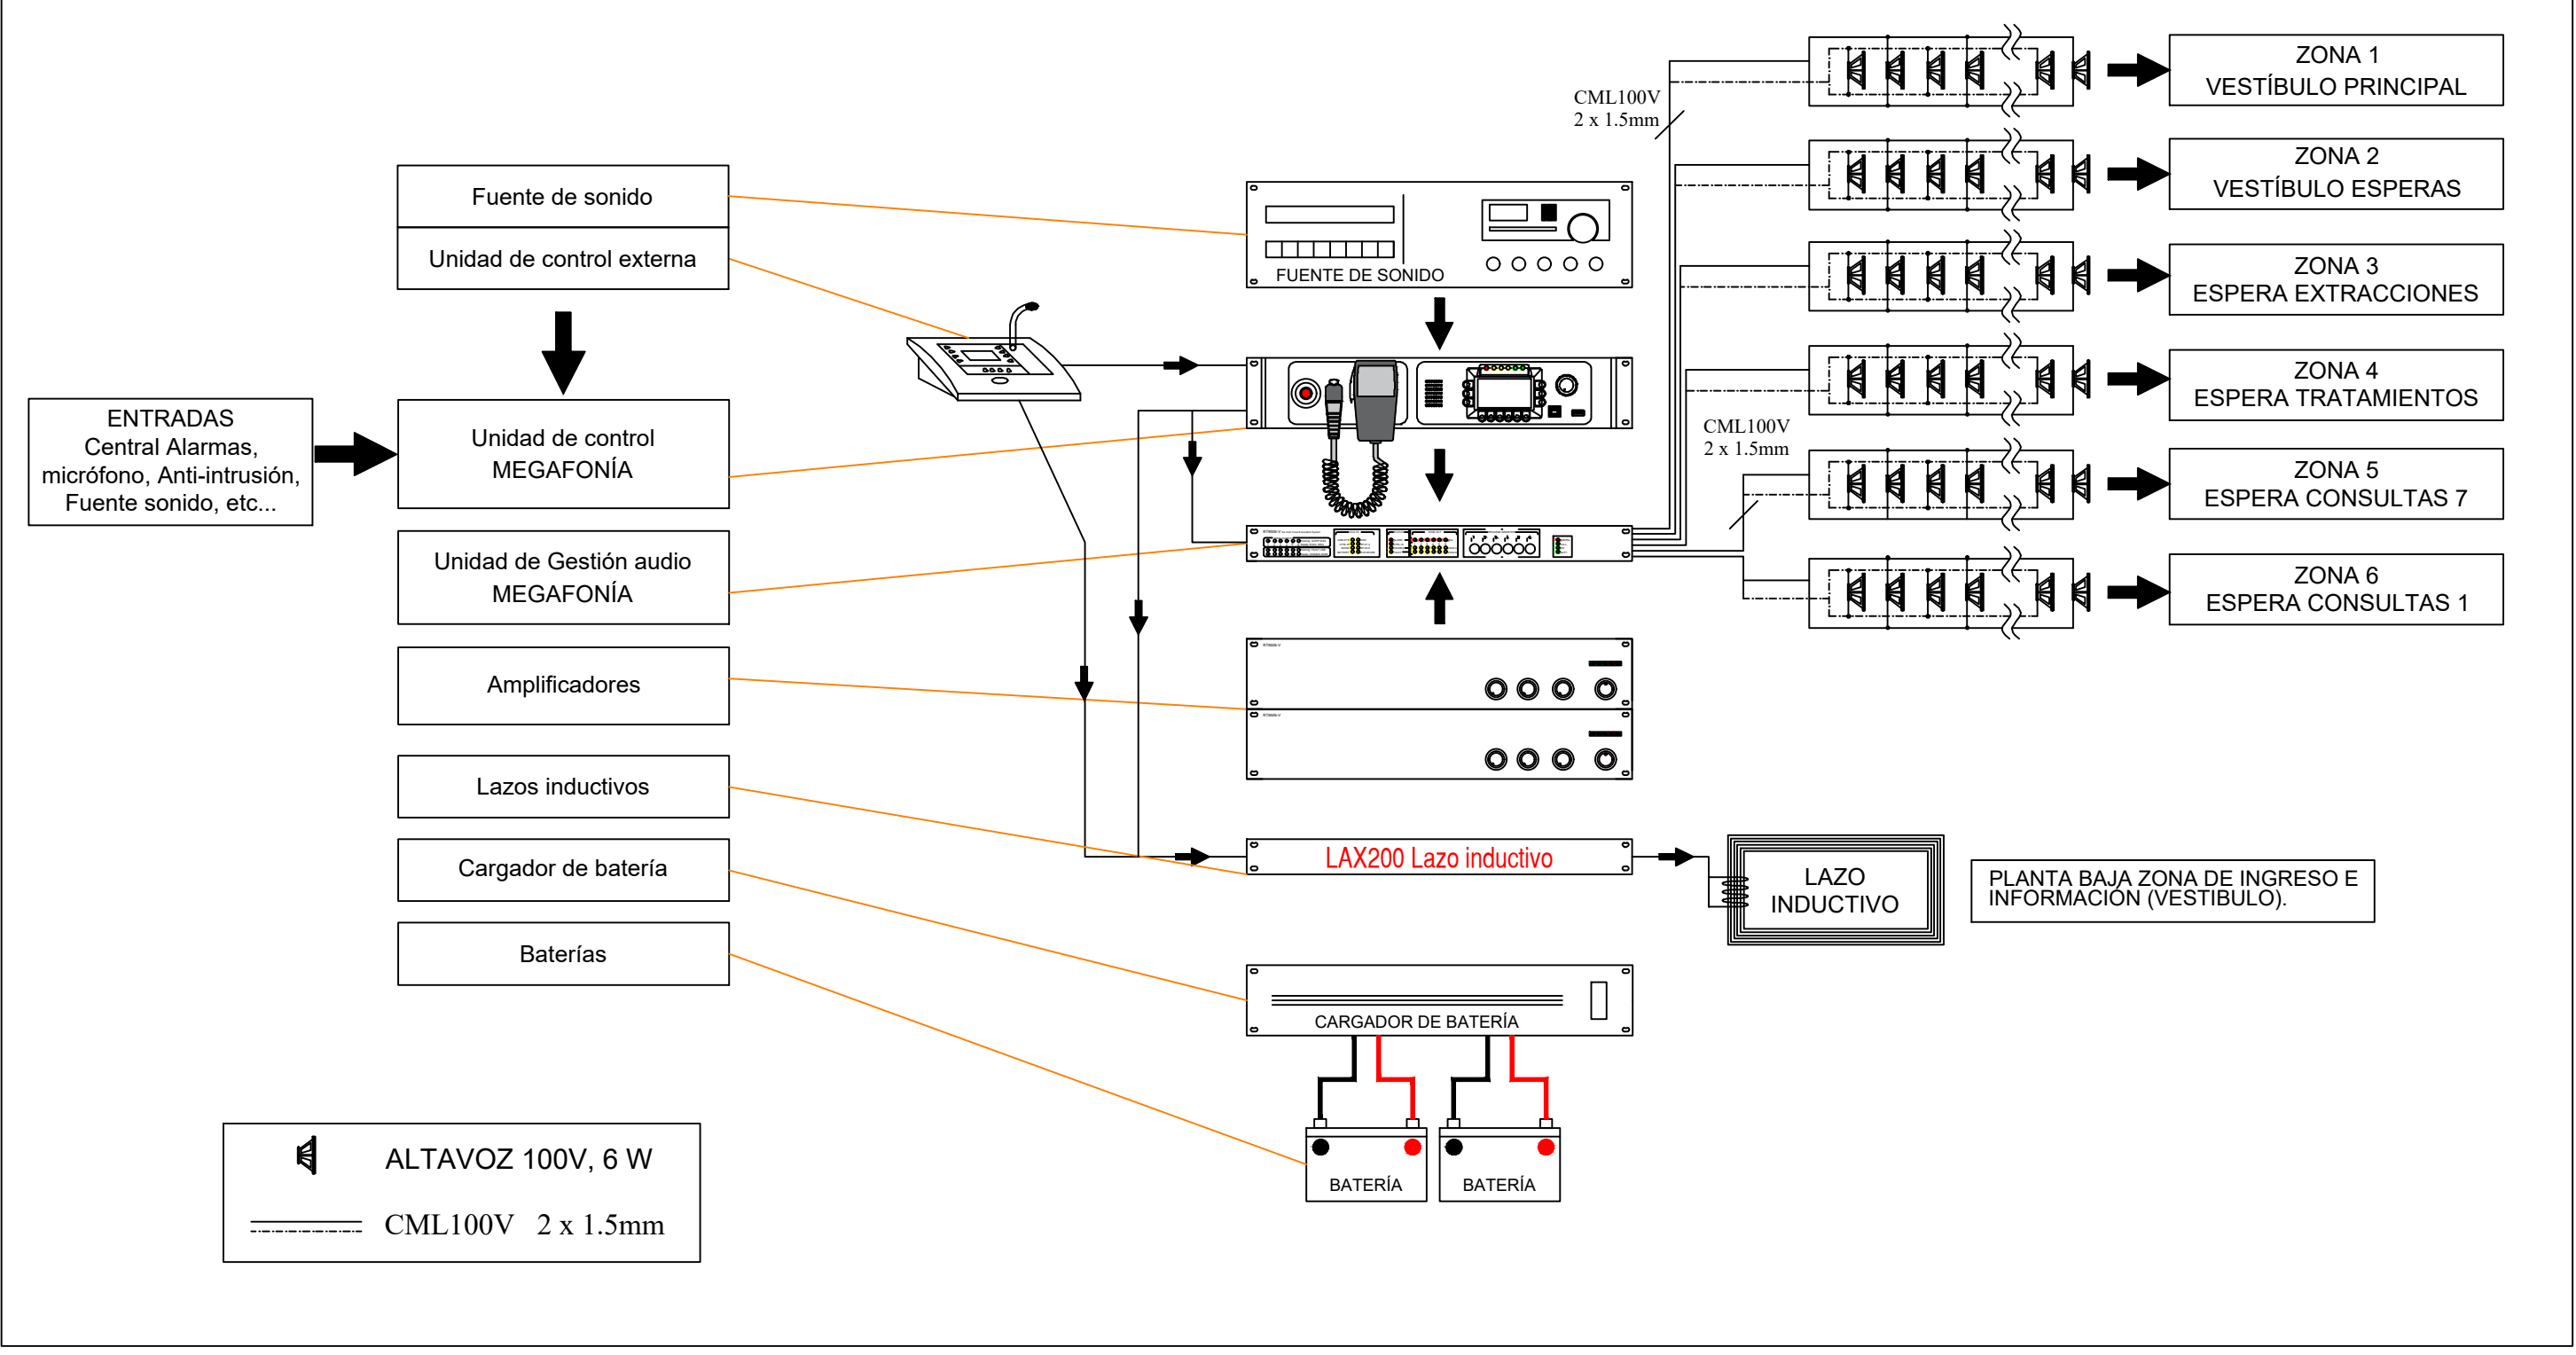 Fuente de sonido
Unidad de control externa
ENTRADAS
Central Alarmas,
micrófono, Anti-intrusión,
Fuente sonido, etc...
Unidad de control
MEGAFONÍA
Unidad de Gestión audio
MEGAFONÍA
Amplificadores
Lazos inductivos
Cargador de batería
Baterías
FUENTE DE SONIDO
LAX200 Lazo inductivo
CARGADOR DE BATERÍA
BATERÍA
BATERÍA
CML100V
2 x 1.5mm
CML100V
2 x 1.5mm
ZONA 1
VESTÍBULO PRINCIPAL
ZONA 2
VESTÍBULO ESPERAS
ZONA 3
ESPERA EXTRACCIONES
ZONA 4
ESPERA TRATAMIENTOS
ZONA 5
ESPERA CONSULTAS 7
ZONA 6
ESPERA CONSULTAS 1
LAZO
INDUCTIVO
PLANTA BAJA ZONA DE INGRESO E
INFORMACIÓN (VESTIBULO).
ALTAVOZ 100V, 6 W
CML100V 2 x 1.5mm